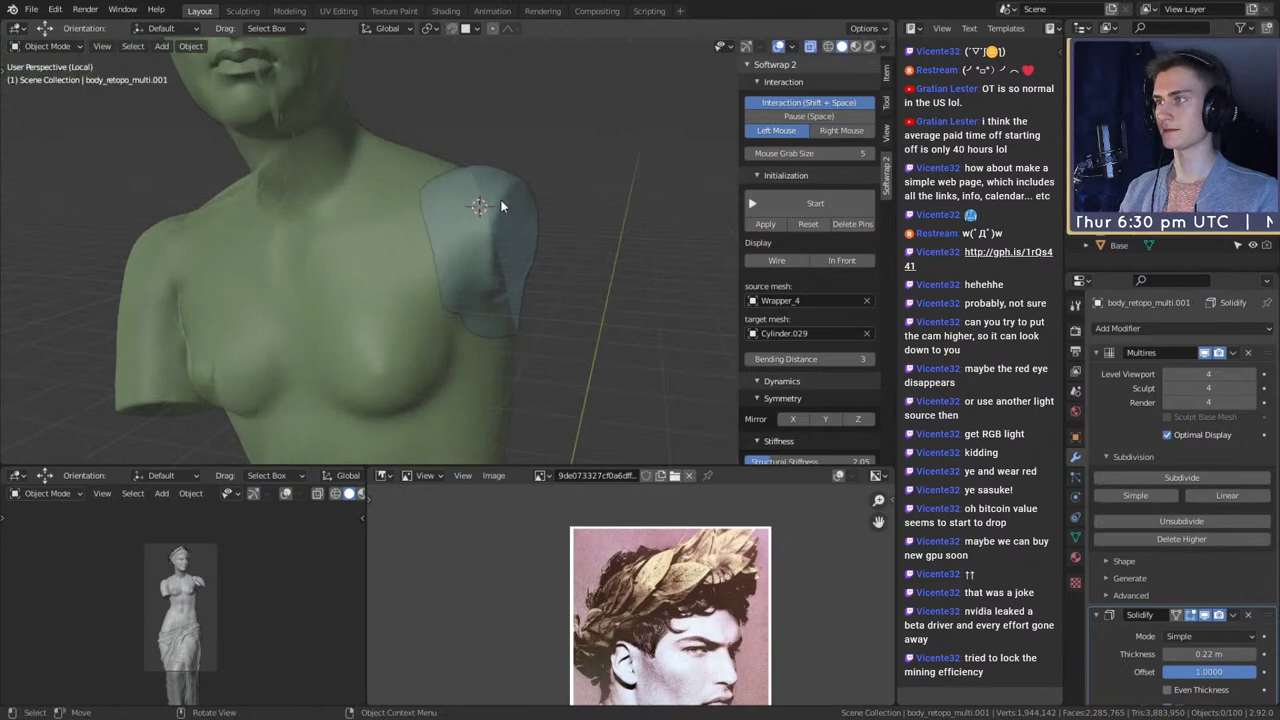 File Edit Render Window Help Layout Sculpting Modeling UV Editing Texture Paint Shading Animation Rendering Compositing Scripting + Scene View Layer
Orientation: Default Drag: Select Box Global Options View Text Templates
Object Mode View Select Add Object
User Perspective (Local)
(1) Scene Collection | body_retopo_multi.001
Softwrap 2
Interaction
Interaction (Shift + Space)
Pause (Space)
Left Mouse Right Mouse
Mouse Grab Size 5
Initialization
Start
Apply Reset Delete Pins
Display
Wire In Front
source mesh:
Wrapper_4
target mesh:
Cylinder.029
Bending Distance 3
Dynamics
Symmetry
Mirror X Y Z
Stiffness
Structural Stiffness 2.05
Item
Tool
View
Softwrap 2
Orientation: Default Drag: Select Box Global
Object Mode View Select Add Object
View View Image 9de073327cf0a6dff...
Vicente32 (´▽`ʃƪ)
Restream (╯°□°)╯︵❤️
Gratian Lester OT is so normal
in the US lol.
Gratian Lester i think the
average paid time off starting
off is only 40 hours lol
Vicente32 how about make a
simple web page, which includes
all the links, info, calendar... etc
Vicente32
Restream w(ﾟДﾟ)w
Vicente32 http://gph.is/1rQs4
41
Vicente32 hehehhe
Vicente32 probably, not sure
Vicente32 can you try to put
the cam higher, so it can look
down to you
Vicente32 maybe the red eye
disappears
Vicente32 or use another light
source then
Vicente32 get RGB light
Vicente32 kidding
Vicente32 ye and wear red
Vicente32 ye sasuke!
Vicente32 oh bitcoin value
seems to start to drop
Vicente32 maybe we can buy
new gpu soon
Vicente32 ↑↑
Vicente32 that was a joke
Vicente32 nvidia leaked a
beta driver and every effort gone
away
Vicente32 tried to lock the
mining efficiency
Thur 6:30 pm UTC | N
Base
body_retopo_multi.001 Solidify
Add Modifier
Multires
Level Viewport 4
Sculpt 4
Render 4
Sculpt Base Mesh
Optimal Display
Subdivision
Subdivide
Simple Linear
Unsubdivide
Delete Higher
Shape
Generate
Advanced
Solidify
Mode Simple
Thickness 0.22 m
Offset 1.0000
Even Thickness
Select Move Rotate View Object Context Menu Scene Collection | body_retopo_multi.001 | Verts:1,944,142 | Faces:2,285,765 | Tris:3,883,950 | Objects:0/100 | 2.92.0